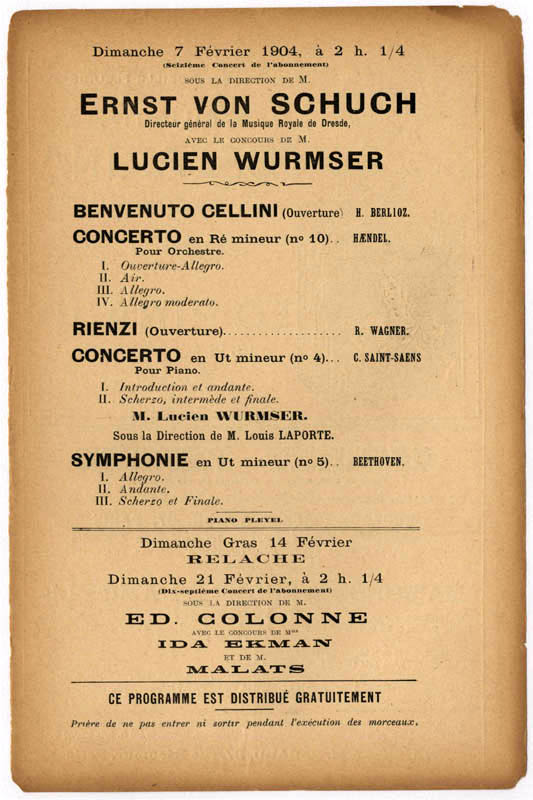 Dimanche 7 Février 1904, à 2 h. 1/4
(Seizième Concert de l'abonnement)
SOUS LA DIRECTION DE M.
ERNST VON SCHUCH
Directeur général de la Musique Royale de Dresde,
AVEC LE CONCOURS DE M.
LUCIEN WURMSER
BENVENUTO CELLINI (Ouverture) H. BERLIOZ.
CONCERTO en Ré mineur (no 10).. HÆNDEL.
Pour Orchestre.
I. Ouverture-Allegro.
II. Air.
III. Allegro.
IV. Allegro moderato.
RIENZI (Ouverture)................... R. WAGNER.
CONCERTO en Ut mineur (no 4)... C. SAINT-SAENS
Pour Piano.
I. Introduction et andante.
II. Scherzo, intermède et finale.
M. Lucien WURMSER.
Sous la Direction de M. Louis LAPORTE.
SYMPHONIE en Ut mineur (no 5).. BEETHOVEN.
I. Allegro.
II. Andante.
III. Scherzo et Finale.
PIANO PLEYEL
Dimanche Gras 14 Février
RELACHE
Dimanche 21 Février, à 2 h. 1/4
(Dix-septième Concert de l'abonnement)
SOUS LA DIRECTION DE M.
ED. COLONNE
AVEC LE CONCOURS DE Mme
IDA EKMAN
ET DE M.
MALATS
CE PROGRAMME EST DISTRIBUÉ GRATUITEMENT
Prière de ne pas entrer ni sortir pendant l'exécution des morceaux.